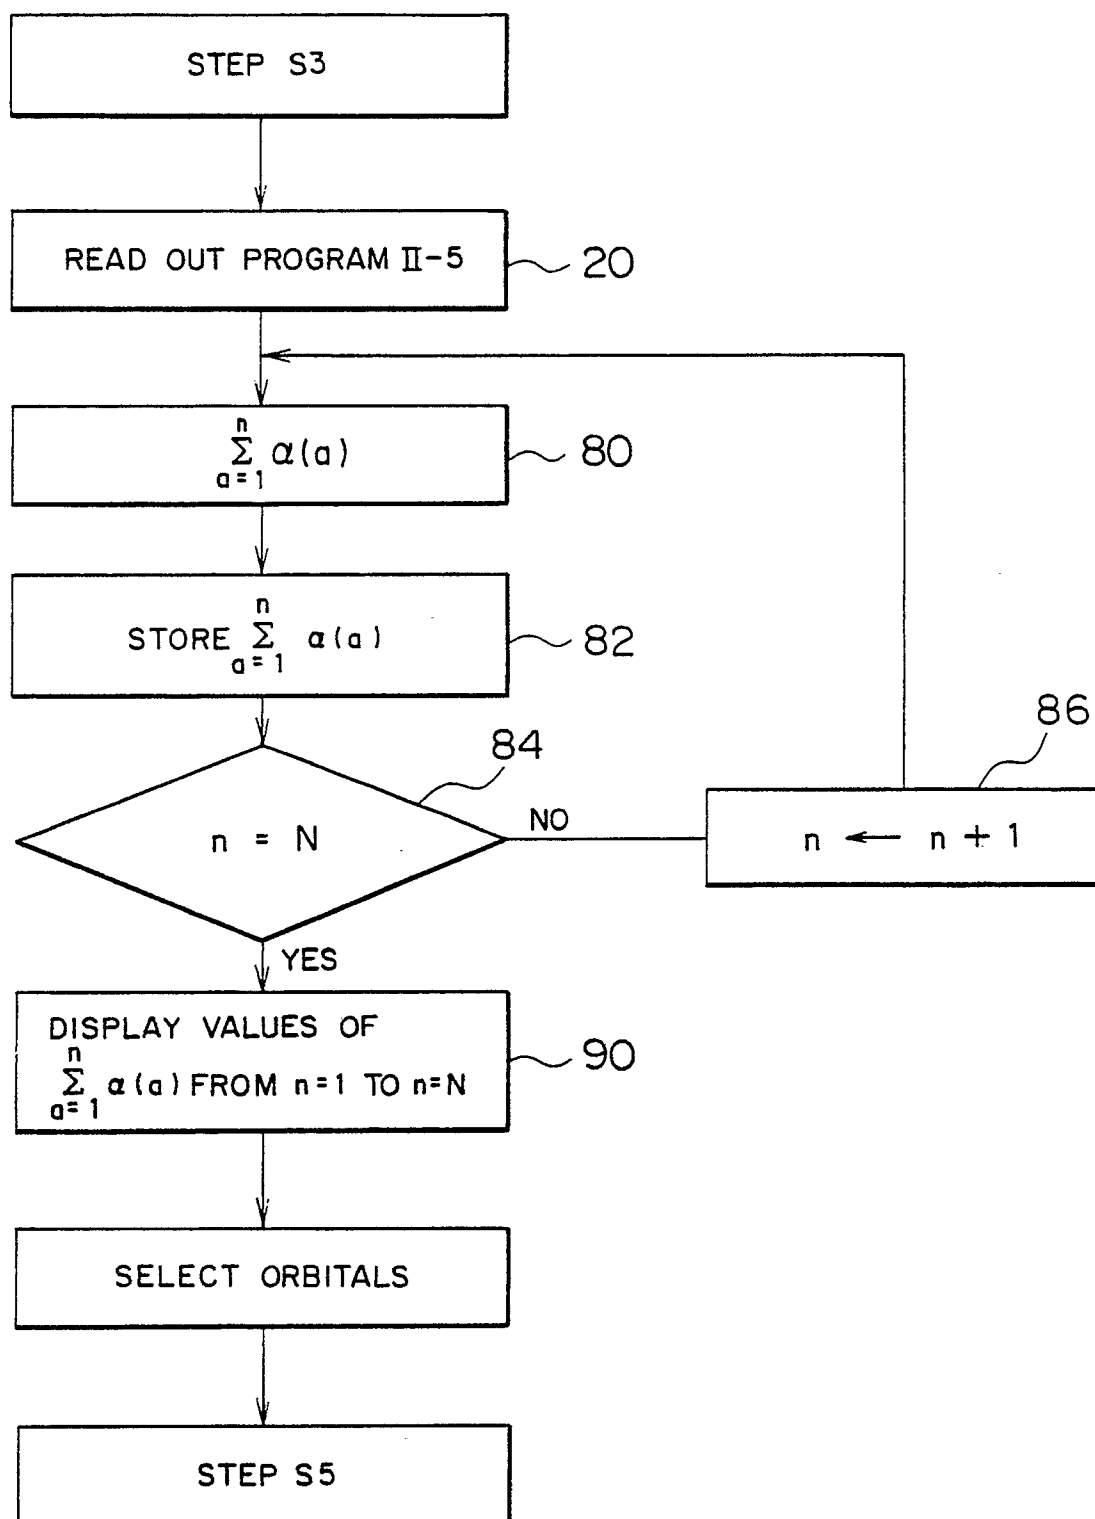 STEP S3
READ OUT PROGRAM II-5
20
n
Σ α(a)
a=1
80
n
STORE Σ α(a)
a=1
82
84
n = N
NO
86
n ← n + 1
YES
DISPLAY VALUES OF
n
Σ α(a) FROM n=1 TO n=N
a=1
90
SELECT ORBITALS
STEP S5